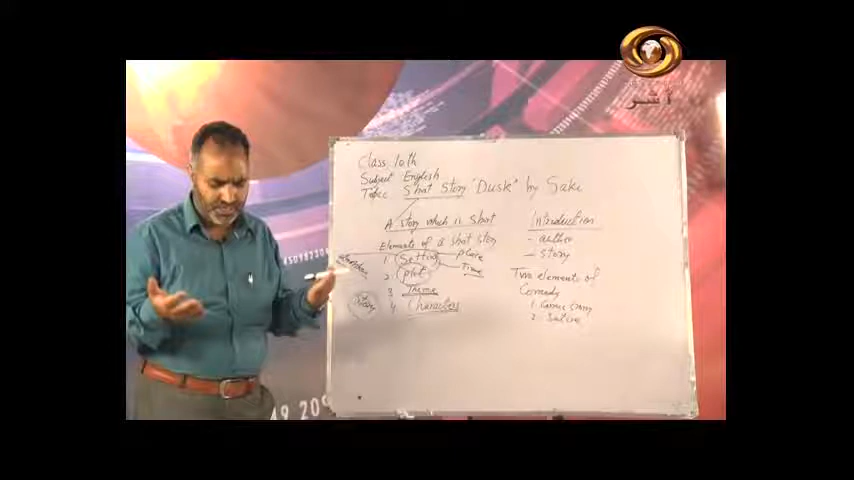 Class 10th
Subject English
Topic Short Story "Dusk" by Saki
A story which is short
Elements of a short story
1. Setting
place
Time
2. plot
3 Theme
4. Characters
story
Introduction
- author
- story
Two elements of
Comedy
1.
2. Satire
نشر